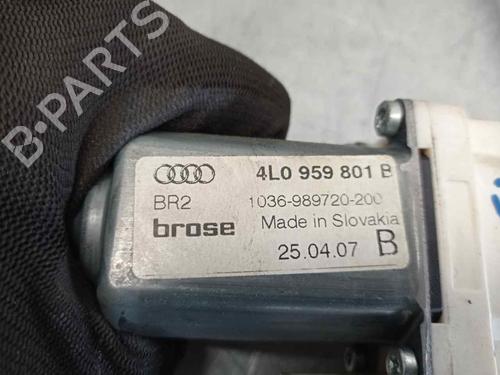 B-PARTS
4L0 959 801 B
BR2 1036-989720-200
brose Made in Slovakia
25.04.07 B